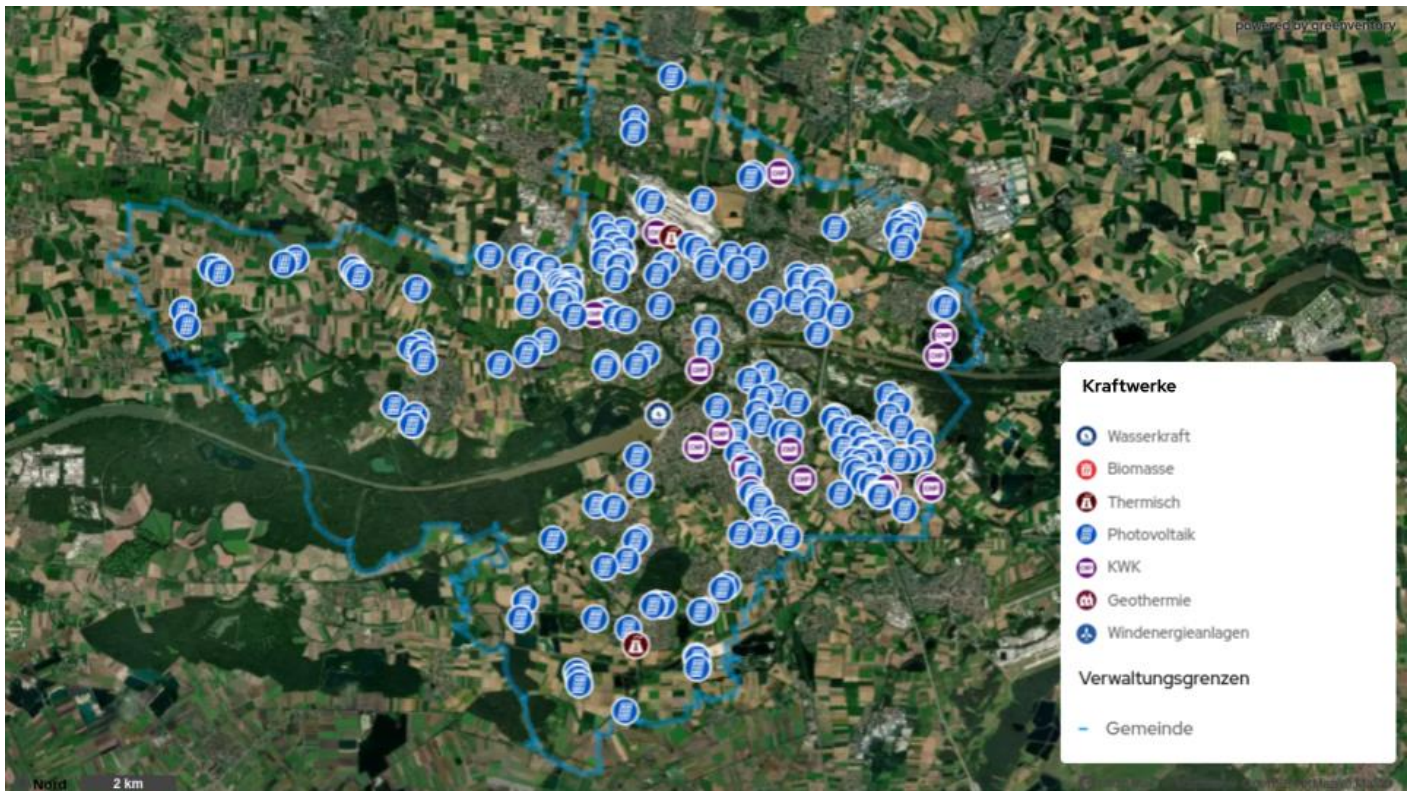 powered by greenventory
Kraftwerke
Wasserkraft
Biomasse
Thermisch
Photovoltaik
KWK
Geothermie
Windenergieanlagen
Verwaltungsgrenzen
Gemeinde
Nord 2 km